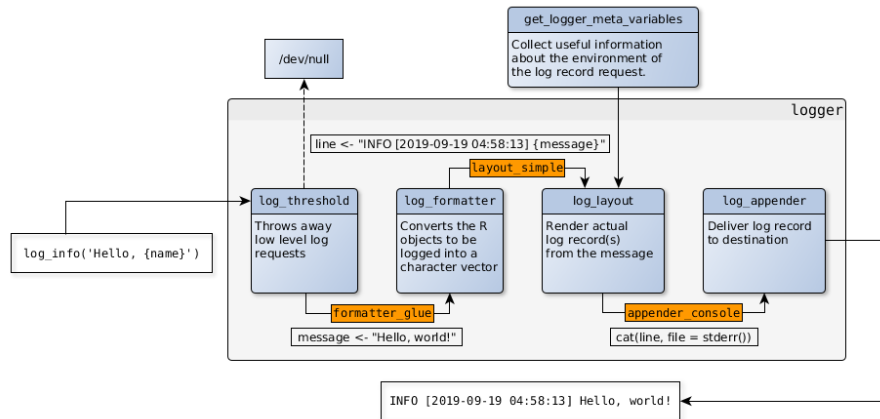 get_logger_meta_variables
Collect useful information
about the environment of
the log record request.
/dev/null
logger
line <- "INFO [2019-09-19 04:58:13] {message}"
layout_simple
log_threshold
Throws away
low level log
requests
log_formatter
Converts the R
objects to be
logged into a
character vector
log_layout
Render actual
log record(s)
from the message
log_appender
Deliver log record
to destination
log_info('Hello, {name}')
formatter_glue
message <- "Hello, world!"
appender_console
cat(line, file = stderr())
INFO [2019-09-19 04:58:13] Hello, world!